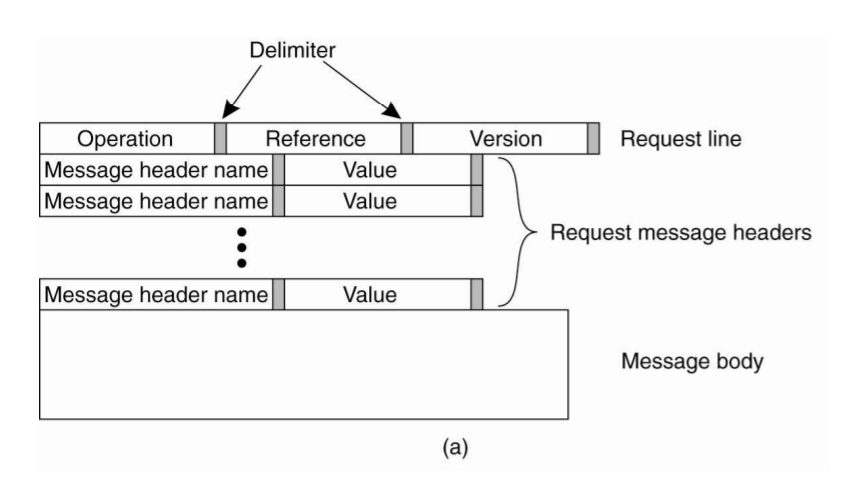 Delimiter
Operation Reference Version Request line
Message header name Value
Message header name Value
Request message headers
Message header name Value
Message body
(a)